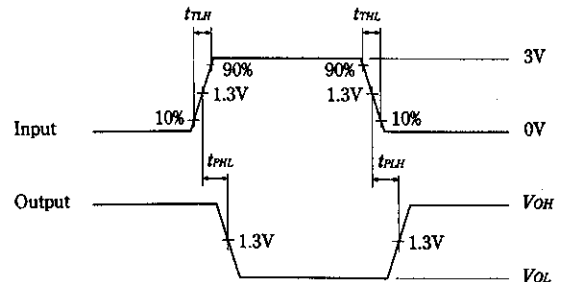 tTLH tTHL
90% 90% 3V
1.3V 1.3V
10% 10%
Input 0V
tPHL tPLH
Output VOH
1.3V 1.3V
VOL